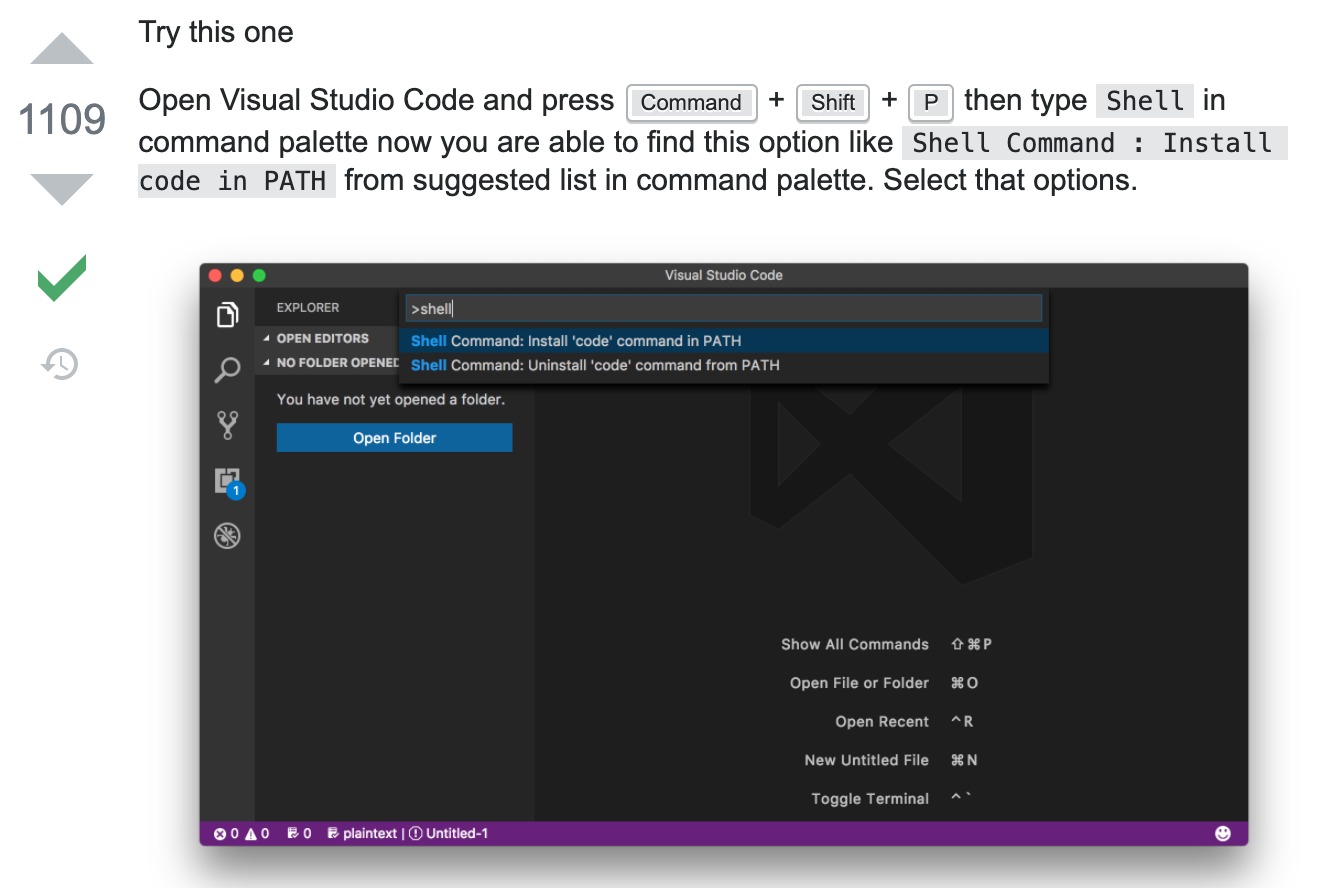 Try this one
Open Visual Studio Code and press Command + Shift + P then type Shell in
1109
command palette now you are able to find this option like Shell Command : Install
code in PATH from suggested list in command palette. Select that options.
Visual Studio Code
EXPLORER
>shell
OPEN EDITORS
Shell Command: Install 'code' command in PATH
NO FOLDER OPENED
Shell Command: Uninstall 'code' command from PATH
You have not yet opened a folder.
Open Folder
1
Show All Commands ⇧⌘P
Open File or Folder ⌘O
Open Recent ^R
New Untitled File ⌘N
Toggle Terminal ^`
0 0 0 plaintext | Untitled-1